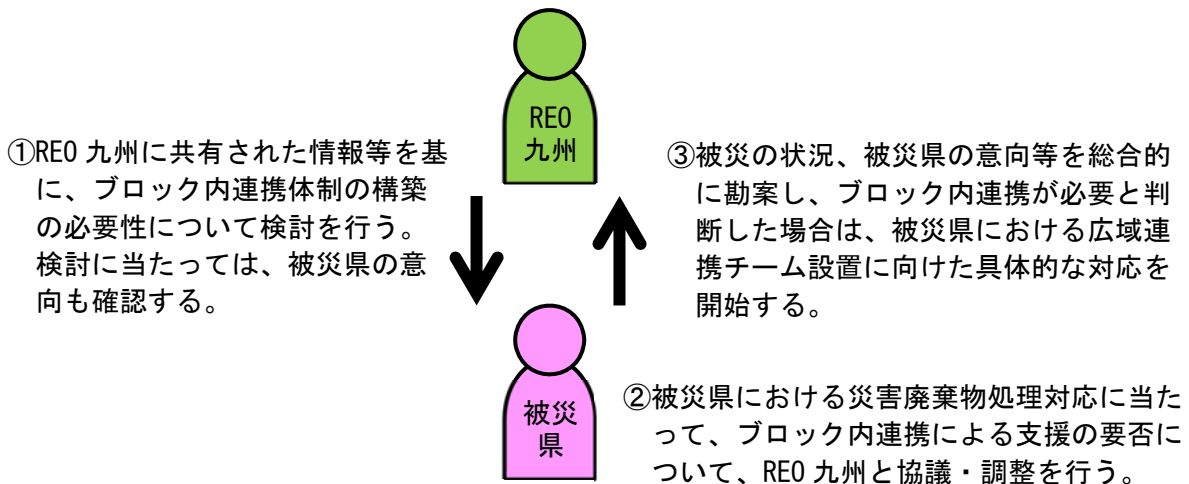 REO
九州
①REO 九州に共有された情報等を基
に、ブロック内連携体制の構築
の必要性について検討を行う。
検討に当たっては、被災県の意
向も確認する。
③被災の状況、被災県の意向等を総合的
に勘案し、ブロック内連携が必要と判
断した場合は、被災県における広域連
携チーム設置に向けた具体的な対応を
開始する。
被災
県
②被災県における災害廃棄物処理対応に当た
って、ブロック内連携による支援の要否に
ついて、REO 九州と協議・調整を行う。